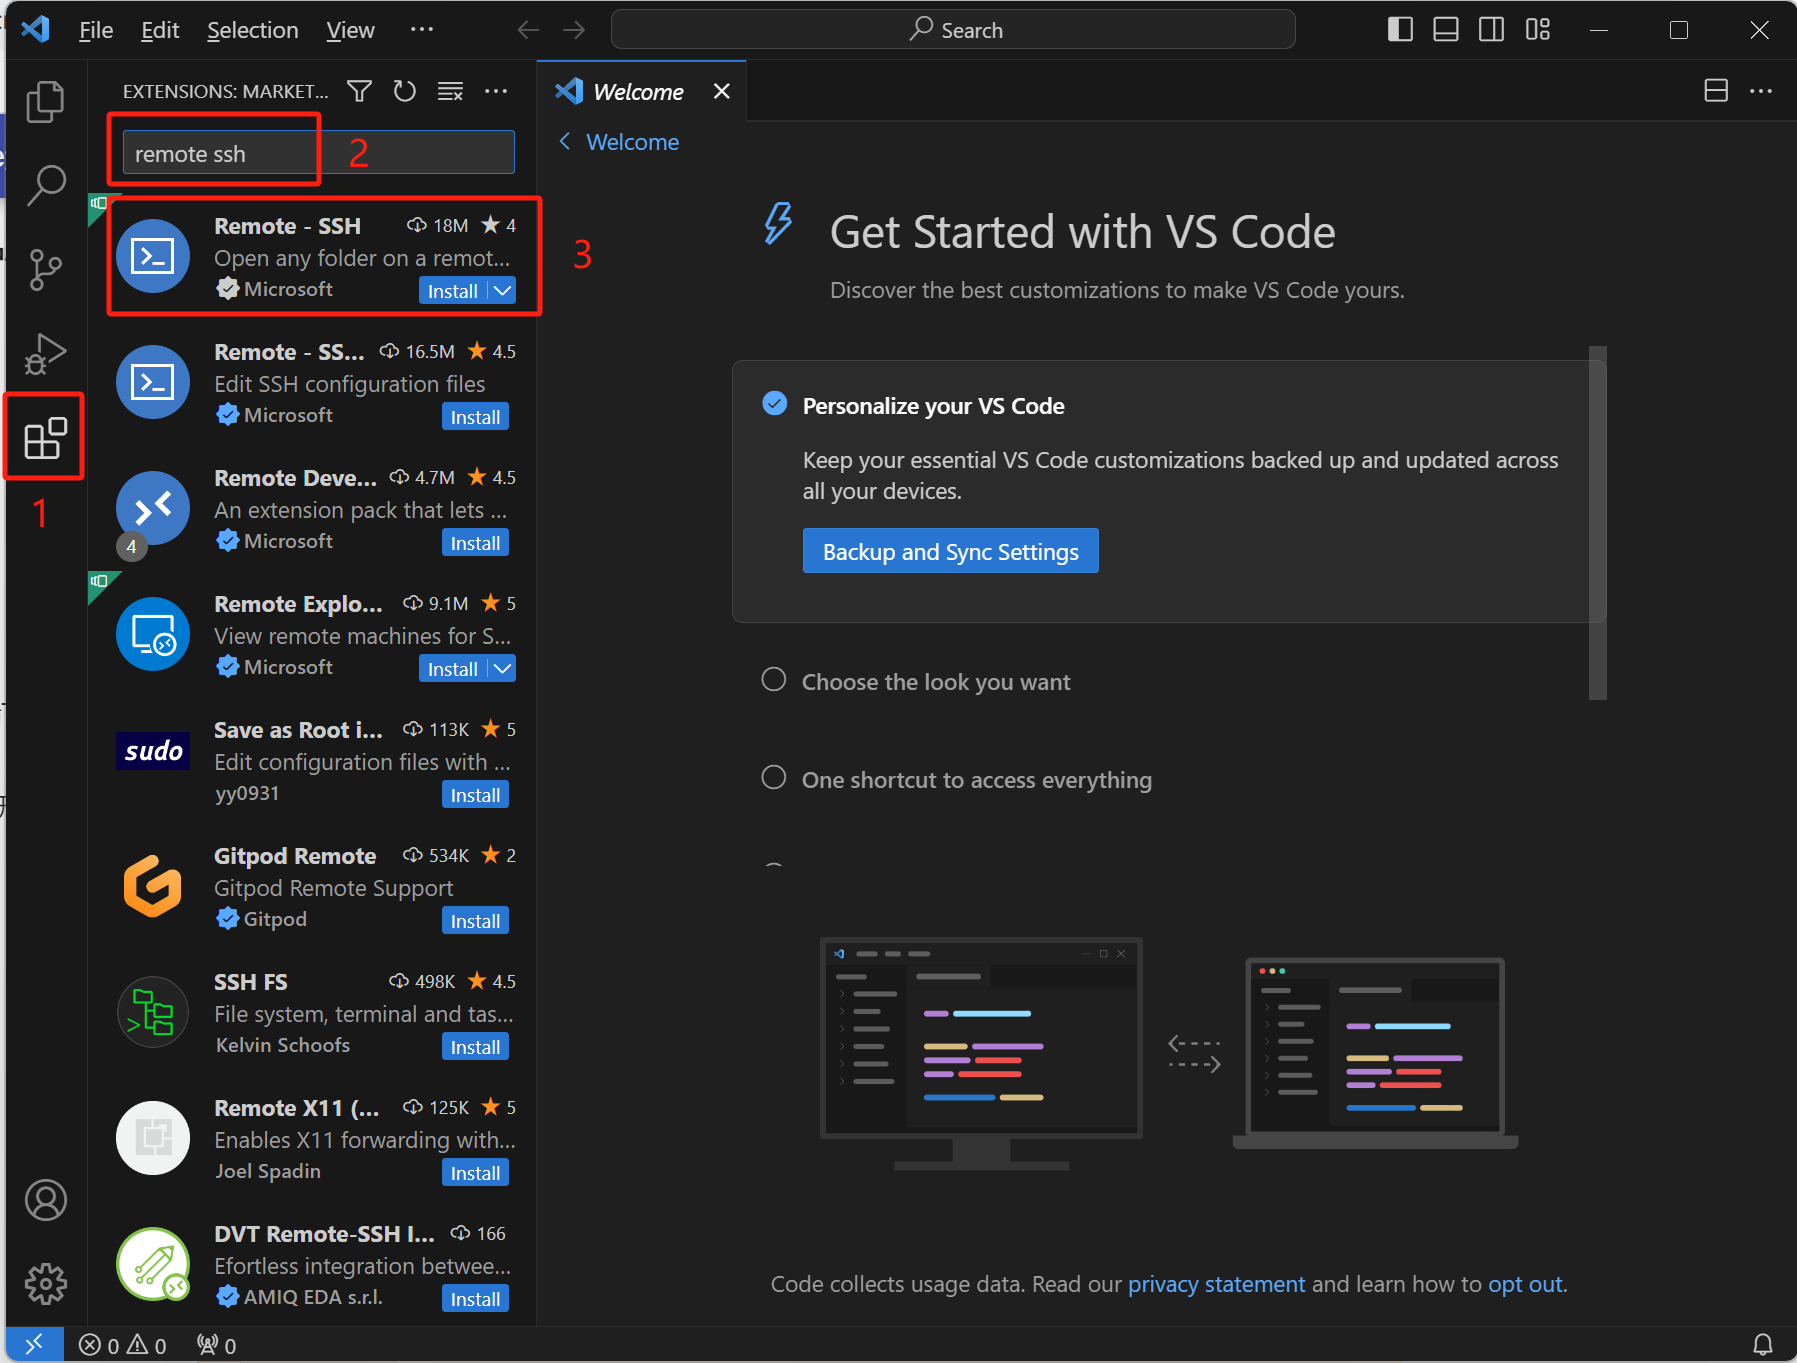 File Edit Selection View ··· Search
EXTENSIONS: MARKET...
remote ssh
2
Remote - SSH 18M 4
Open any folder on a remot...
Microsoft Install
3
Remote - SS... 16.5M 4.5
Edit SSH configuration files
Microsoft Install
1
Remote Deve... 4.7M 4.5
An extension pack that lets ...
Microsoft Install
4
Remote Explo... 9.1M 5
View remote machines for S...
Microsoft Install
sudo
Save as Root i... 113K 5
Edit configuration files with ...
yy0931 Install
Gitpod Remote 534K 2
Gitpod Remote Support
Gitpod Install
SSH FS 498K 4.5
File system, terminal and tas...
Kelvin Schoofs Install
Remote X11 (... 125K 5
Enables X11 forwarding with...
Joel Spadin Install
DVT Remote-SSH I... 166
Efortless integration betwee...
AMIQ EDA s.r.l. Install
Welcome
Welcome
Get Started with VS Code
Discover the best customizations to make VS Code yours.
Personalize your VS Code
Keep your essential VS Code customizations backed up and updated across
all your devices.
Backup and Sync Settings
Choose the look you want
One shortcut to access everything
Code collects usage data. Read our privacy statement and learn how to opt out.
0 0 0